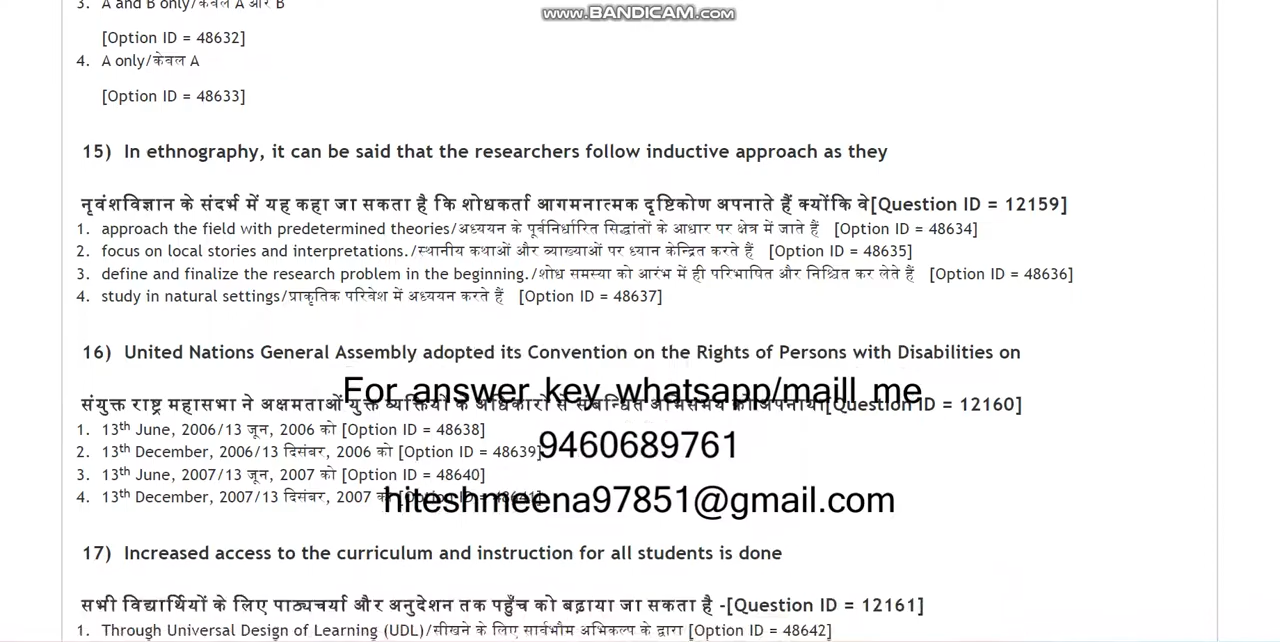 www.BANDICAM.com
3. A and B only/केवल A और B
[Option ID = 48632]
4. A only/केवल A
[Option ID = 48633]
15) In ethnography, it can be said that the researchers follow inductive approach as they
नृवंशविज्ञान के संदर्भ में यह कहा जा सकता है कि शोधकर्ता आगमनात्मक दृष्टिकोण अपनाते हैं क्योंकि वे[Question ID = 12159]
1. approach the field with predetermined theories/अध्ययन के पूर्वनिर्धारित सिद्धांतों के आधार पर क्षेत्र में जाते हैं [Option ID = 48634]
2. focus on local stories and interpretations./स्थानीय कथाओं और व्याख्याओं पर ध्यान केन्द्रित करते हैं [Option ID = 48635]
3. define and finalize the research problem in the beginning./शोध समस्या को आरंभ में ही परिभाषित और निश्चित कर लेते हैं [Option ID = 48636]
4. study in natural settings/प्राकृतिक परिवेश में अध्ययन करते हैं [Option ID = 48637]
16) United Nations General Assembly adopted its Convention on the Rights of Persons with Disabilities on
For answer key whatsapp/maill me
संयुक्त राष्ट्र महासभा ने अक्षमताओं युक्त व्यक्तियों के अधिकारों से संबन्धित अभिसमय को अपनाया[Question ID = 12160]
1. 13th June, 2006/13 जून, 2006 को [Option ID = 48638]
2. 13th December, 2006/13 दिसंबर, 2006 को [Option ID = 48639]
9460689761
3. 13th June, 2007/13 जून, 2007 को [Option ID = 48640]
4. 13th December, 2007/13 दिसंबर, 2007 को [Option ID = 48641]
hiteshmeena97851@gmail.com
17) Increased access to the curriculum and instruction for all students is done
सभी विद्यार्थियों के लिए पाठ्यचर्या और अनुदेशन तक पहुँच को बढ़ाया जा सकता है -[Question ID = 12161]
1. Through Universal Design of Learning (UDL)/सीखने के लिए सार्वभौम अभिकल्प के द्वारा [Option ID = 48642]